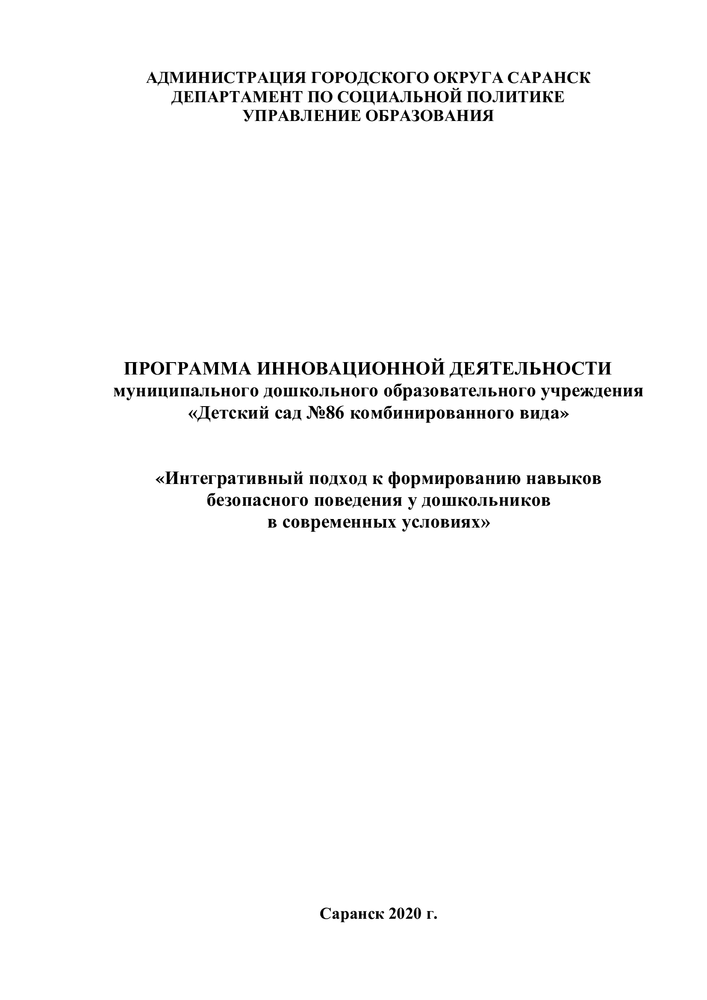 АДМИНИСТРАЦИЯ ГОРОДСКОГО ОКРУГА САРАНСК
ДЕПАРТАМЕНТ ПО СОЦИАЛЬНОЙ ПОЛИТИКЕ
УПРАВЛЕНИЕ ОБРАЗОВАНИЯ
ПРОГРАММА ИННОВАЦИОННОЙ ДЕЯТЕЛЬНОСТИ
муниципального дошкольного образовательного учреждения
«Детский сад №86 комбинированного вида»
«Интегративный подход к формированию навыков
безопасного поведения у дошкольников
в современных условиях»
Саранск 2020 г.